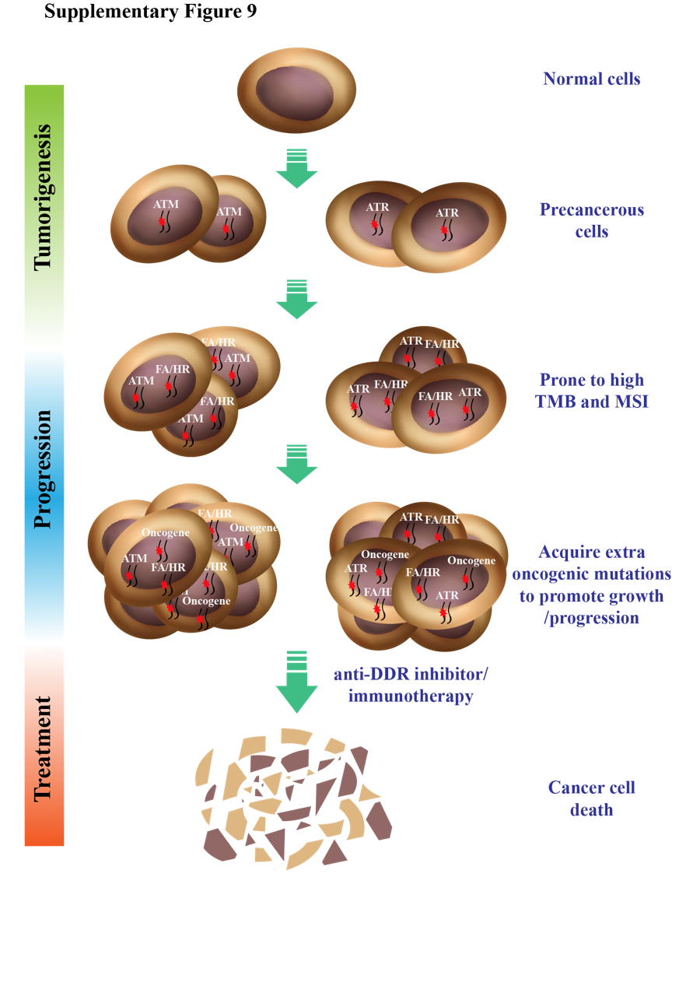 Supplementary Figure 9
Normal cells
Tumorigenesis
ATM
ATM
ATR
ATR
Precancerous
cells
FA/HR
ATM
FA/HR
ATM
FA/HR
ATM
ATR FA/HR
ATR
FA/HR
FA/HR
ATR
Prone to high
TMB and MSI
Progression
FA/HR
Oncogene
Oncogene
ATM
ATM
FA/HR
/HR
Oncogene
ATR FA/HR
Oncogene
Oncogene
ATR
FA/HR
FA/H
ATR
Acquire extra
oncogenic mutations
to promote growth
/progression
anti-DDR inhibitor/
immunotherapy
Treatment
Cancer cell
death